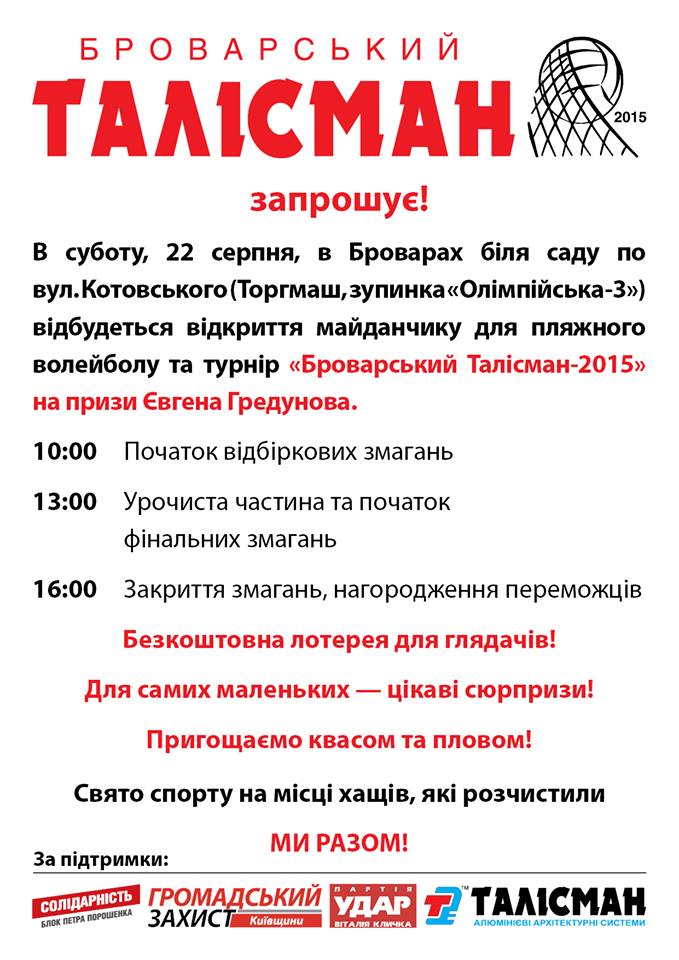 БРОВАРСЬКИЙ
ТАЛІСМАН
2015
запрошує!
В суботу, 22 серпня, в Броварах біля саду по
вул.Котовського (Торгмаш, зупинка «Олімпійська-3»)
відбудеться відкриття майданчику для пляжного
волейболу та турнір «Броварський Талісман-2015»
на призи Євгена Гредунова.
10:00 Початок відбіркових змагань
13:00 Урочиста частина та початок
фінальних змагань
16:00 Закриття змагань, нагородження переможців
Безкоштовна лотерея для глядачів!
Для самих маленьких — цікаві сюрпризи!
Пригощаємо квасом та пловом!
Свято спорту на місці хащів, які розчистили
МИ РАЗОМ!
За підтримки:
СОЛІДАРНІСТЬ
БЛОК ПЕТРА ПОРОШЕНКА
ГРОМАДСЬКИЙ
ЗАХИСТ Київщини
ПАРТІЯ
УДАР
ВІТАЛІЯ КЛИЧКА
TM ТАЛІСМАН
АЛЮМІНІЄВІ АРХІТЕКТУРНІ СИСТЕМИ